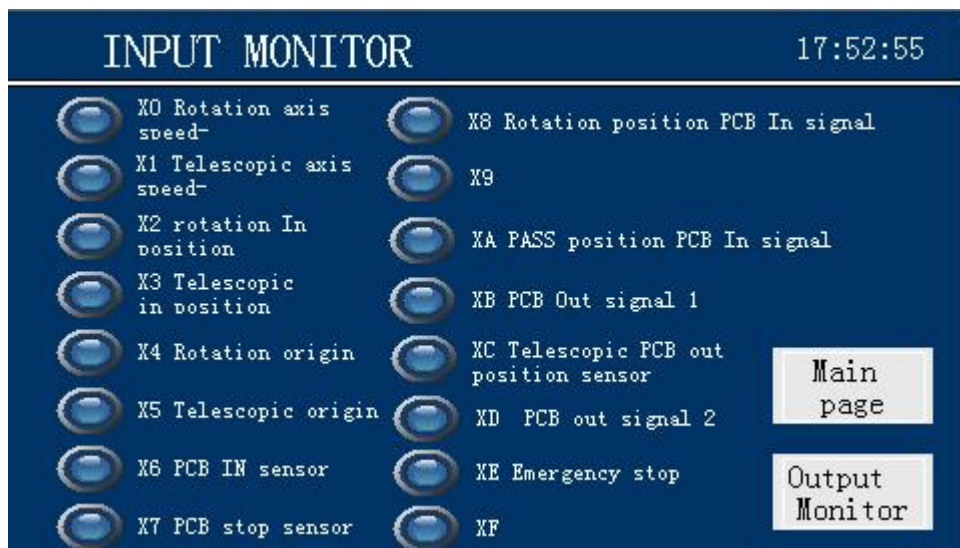 INPUT MONITOR
17:52:55
X0 Rotation axis
speed-
X1 Telescopic axis
speed-
X2 rotation In
position
X3 Telescopic
in position
X4 Rotation origin
X5 Telescopic origin
X6 PCB IN sensor
X7 PCB stop sensor
X8 Rotation position PCB In signal
X9
XA PASS position PCB In signal
XB PCB Out signal 1
XC Telescopic PCB out
position sensor
XD PCB out signal 2
XE Emergency stop
XF
Main
page
Output
Monitor